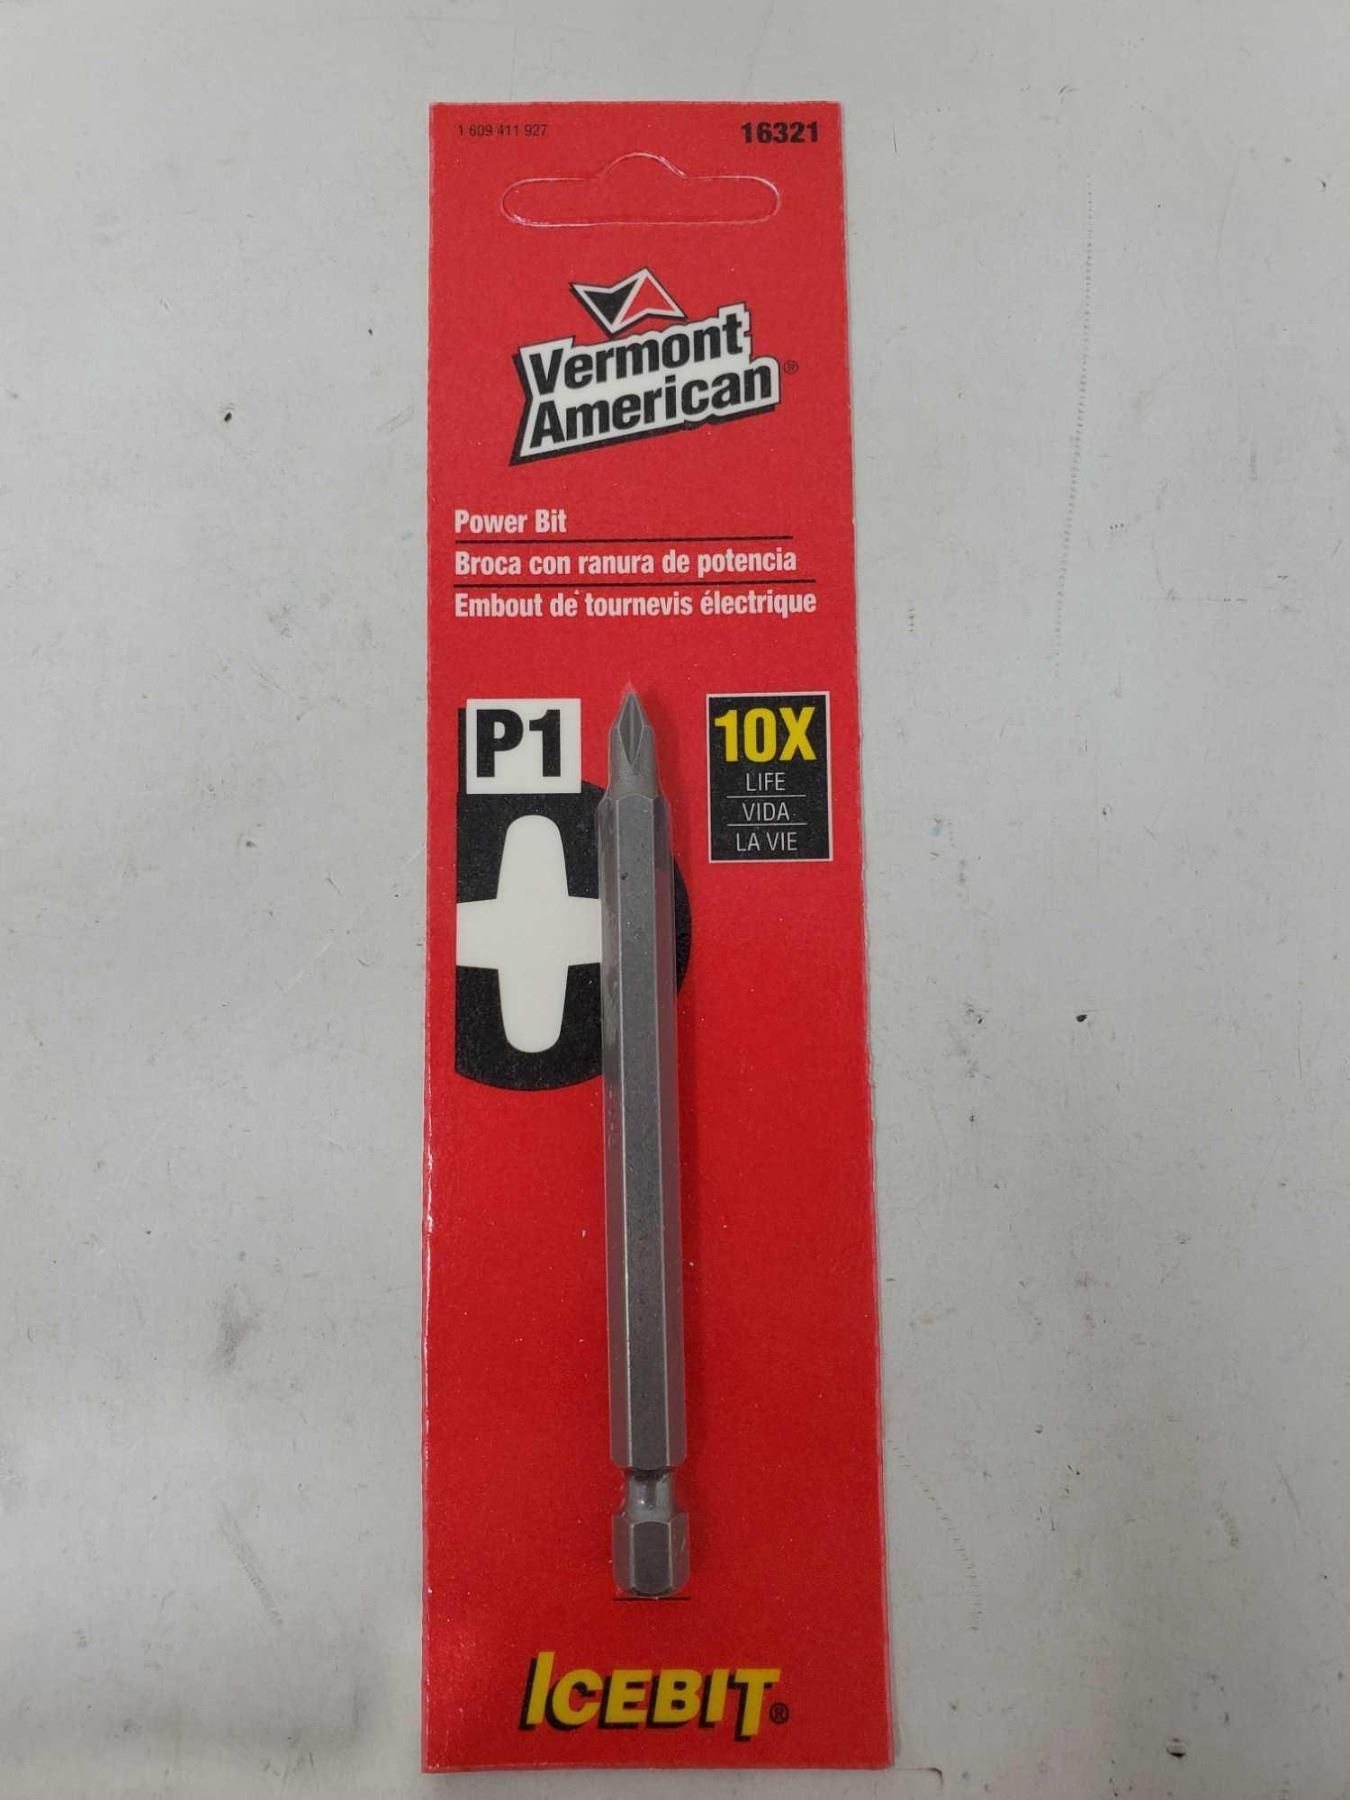 1 609 411 927
16321
Vermont
American®
Power Bit
Broca con ranura de potencia
Embout de tournevis électrique
P1
10X
LIFE
VIDA
LA VIE
ICEBIT®